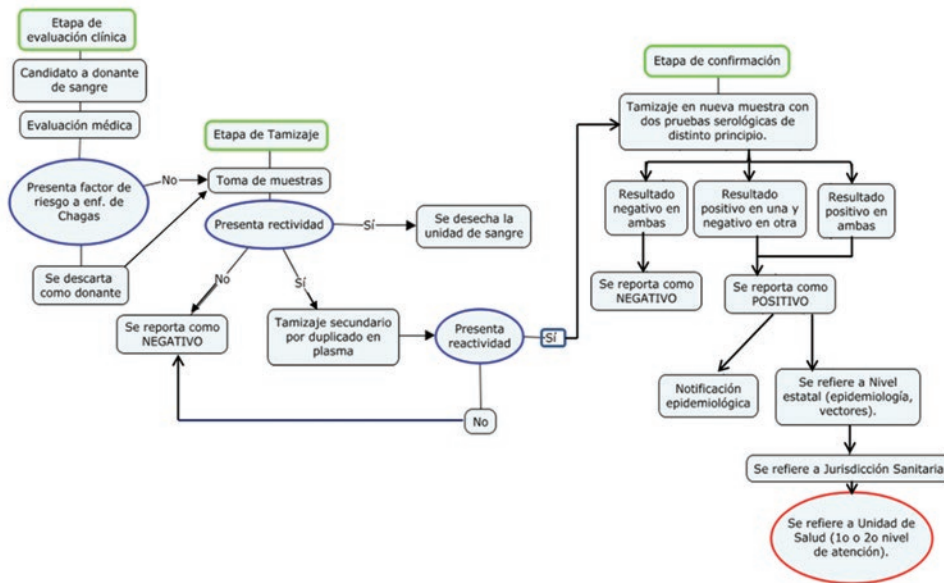 Etapa de
evaluación clínica
Candidato a donante
de sangre
Evaluación médica
Presenta factor de
riesgo a enf. de
Chagas
No
Se descarta
como donante
Etapa de Tamizaje
Toma de muestras
Presenta rectividad
Sí
Se desecha la
unidad de sangre
No
Sí
Se reporta como
NEGATIVO
Tamizaje secundario
por duplicado en
plasma
Presenta
reactividad
Sí
No
Etapa de confirmación
Tamizaje en nueva muestra con
dos pruebas serológicas de
distinto principio.
Resultado
negativo en
ambas
Resultado
positivo en una y
negativo en otra
Resultado
positivo en
ambas
Se reporta como
NEGATIVO
Se reporta como
POSITIVO
Notificación
epidemiológica
Se refiere a Nivel
estatal (epidemiología,
vectores).
Se refiere a Jurisdicción Sanitaria
Se refiere a Unidad de
Salud (1o o 2o nivel
de atención).